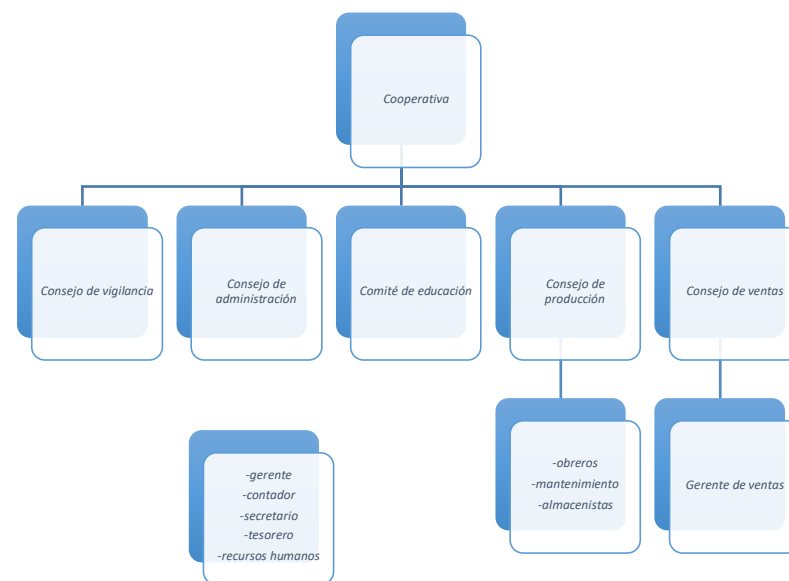 Cooperativa
Consejo de vigilancia
Consejo de
administración
Comité de educación
Consejo de
producción
Consejo de ventas
-gerente
-contador
-secretario
-tesorero
-recursos humanos
-obreros
-mantenimiento
-almacenistas
Gerente de ventas